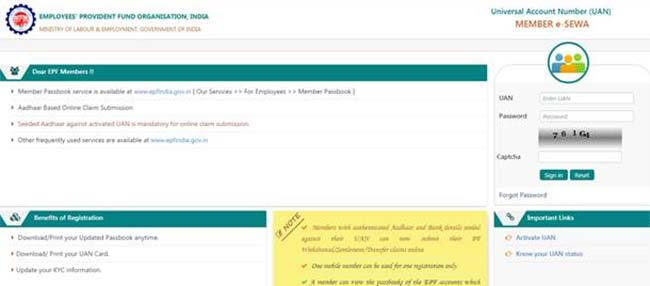 EMPLOYEES' PROVIDENT FUND ORGANISATION, INDIA
MINISTRY OF LABOUR & EMPLOYMENT, GOVERNMENT OF INDIA
Universal Account Number (UAN)
MEMBER e-SEWA
Dear EPF Members !!
Member Passbook service is available at www.epfindia.gov.in [ Our Services >> For Employees >> Member Passbook ]
Aadhaar Based Online Claim Submission
Seeded Aadhaar against activated UAN is mandatory for online claim submission.
Other frequently used services are available at www.epfindia.gov.in
UAN
Enter UAN
Password
Password
7 6 1 G
Captcha
Sign in Reset
Forgot Password
Benefits of Registration
Download/Print your Updated Passbook anytime.
Download/ Print your UAN Card.
Update your KYC information.
NOTE
Members with authenticated Aadhaar and Bank details seeded
against their UAN can now submit their PF
Withdrawal/Settlement/Transfer claims online
One mobile number can be used for one registration only
A member can view the passbooks of the EPF accounts which
Important Links
Activate UAN
Know your UAN status